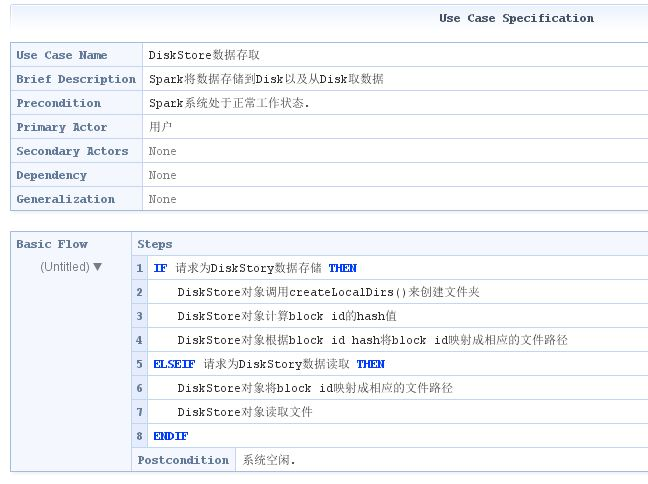 Use Case Specification
Use Case Name DiskStore数据存取
Brief Description Spark将数据存储到Disk以及从Disk取数据
Precondition Spark系统处于正常工作状态.
Primary Actor 用户
Secondary Actors None
Dependency None
Generalization None
Basic Flow Steps
(Untitled) ▼
1 IF 请求为DiskStory数据存储 THEN
2 DiskStore对象调用createLocalDirs()来创建文件夹
3 DiskStore对象计算block id的hash值
4 DiskStore对象根据block id hash将block id映射成相应的文件路径
5 ELSEIF 请求为DiskStory数据读取 THEN
6 DiskStore对象将block id映射成相应的文件路径
7 DiskStore对象读取文件
8 ENDIF
Postcondition 系统空闲.